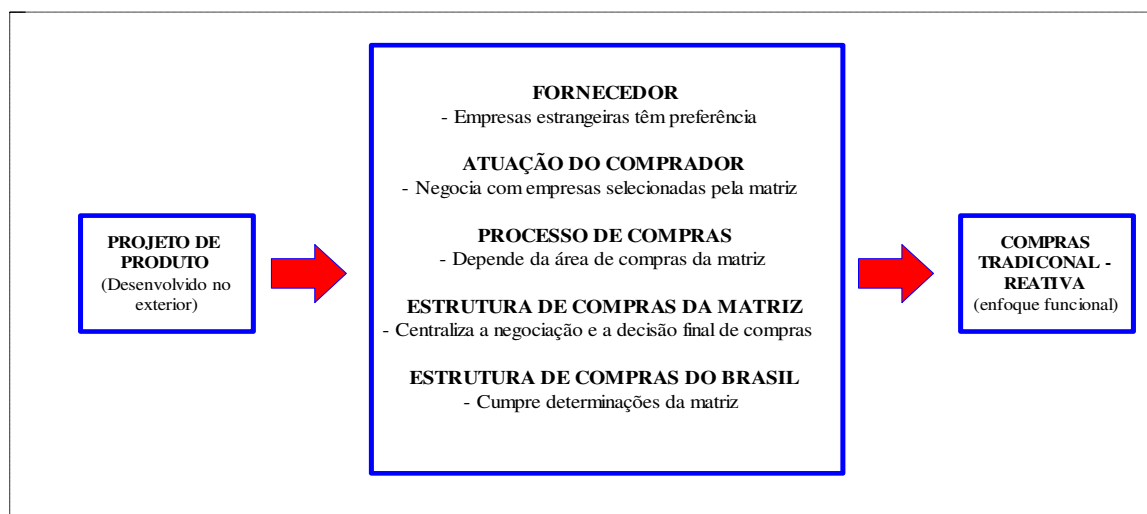 PROJETO DE
PRODUTO
(Desenvolvido no
exterior)
FORNECEDOR
- Empresas estrangeiras têm preferência
ATUAÇÃO DO COMPRADOR
- Negocia com empresas selecionadas pela matriz
PROCESSO DE COMPRAS
- Depende da área de compras da matriz
ESTRUTURA DE COMPRAS DA MATRIZ
- Centraliza a negociação e a decisão final de compras
ESTRUTURA DE COMPRAS DO BRASIL
- Cumpre determinações da matriz
COMPRAS
TRADICONAL -
REATIVA
(enfoque funcional)